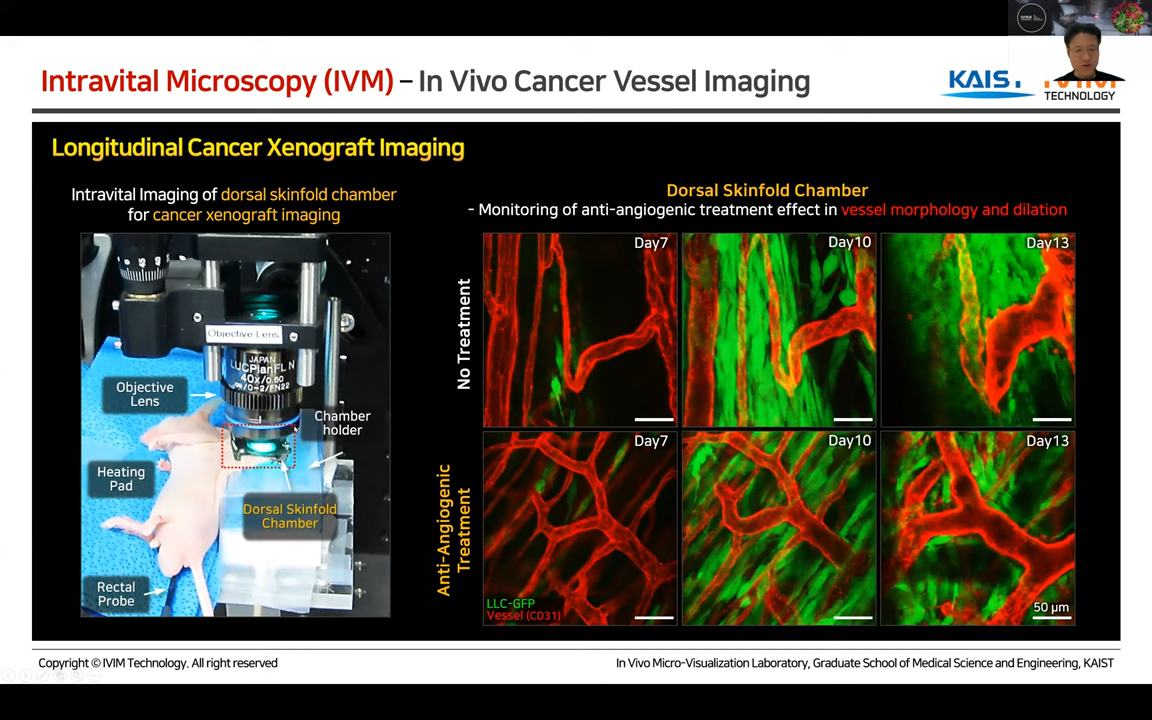 Intravital Microscopy (IVM) – In Vivo Cancer Vessel Imaging
KAIST
TECHNOLOGY
Longitudinal Cancer Xenograft Imaging
Intravital Imaging of dorsal skinfold chamber
for cancer xenograft imaging
Dorsal Skinfold Chamber
- Monitoring of anti-angiogenic treatment effect in vessel morphology and dilation
Objective Lens
JAPAN
LUCPlanFL N
40x/0.60
Objective
Lens
Chamber
holder
Heating
Pad
Dorsal Skinfold
Chamber
Rectal
Probe
No Treatment
Day7
Day10
Day13
Anti-Angiogenic
Treatment
Day7
Day10
Day13
LLC-GFP
Vessel (CD31)
50 μm
Copyright © IVIM Technology. All right reserved
In Vivo Micro-Visualization Laboratory, Graduate School of Medical Science and Engineering, KAIST